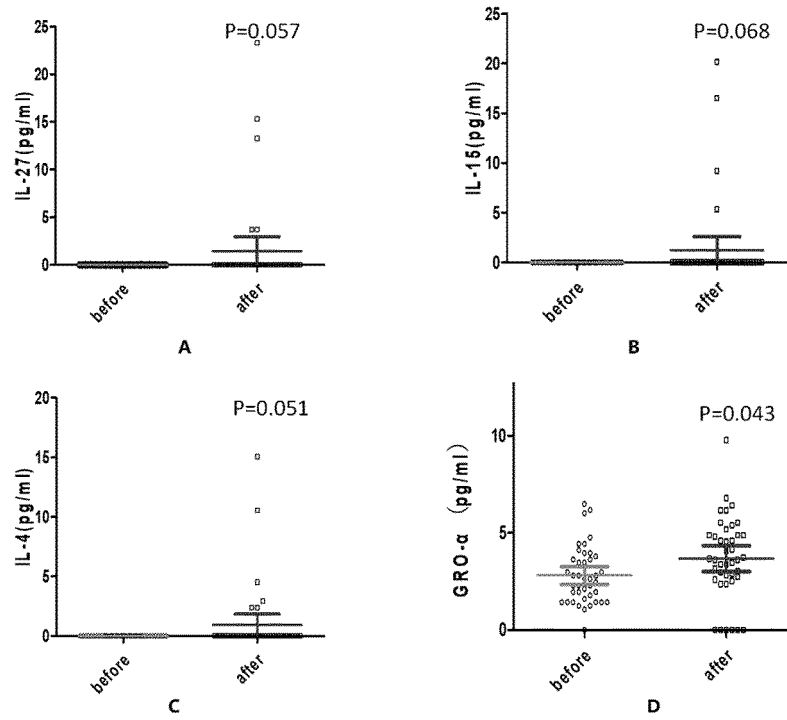 P=0.057
25
20
15
10
5
0
IL-27(pg/ml)
before
after
A
P=0.068
25
20
15
10
5
0
IL-15(pg/ml)
before
after
B
P=0.051
20
15
10
5
0
IL-4(pg/ml)
before
after
C
P=0.043
10
5
0
GRO-α (pg/ml)
before
after
D